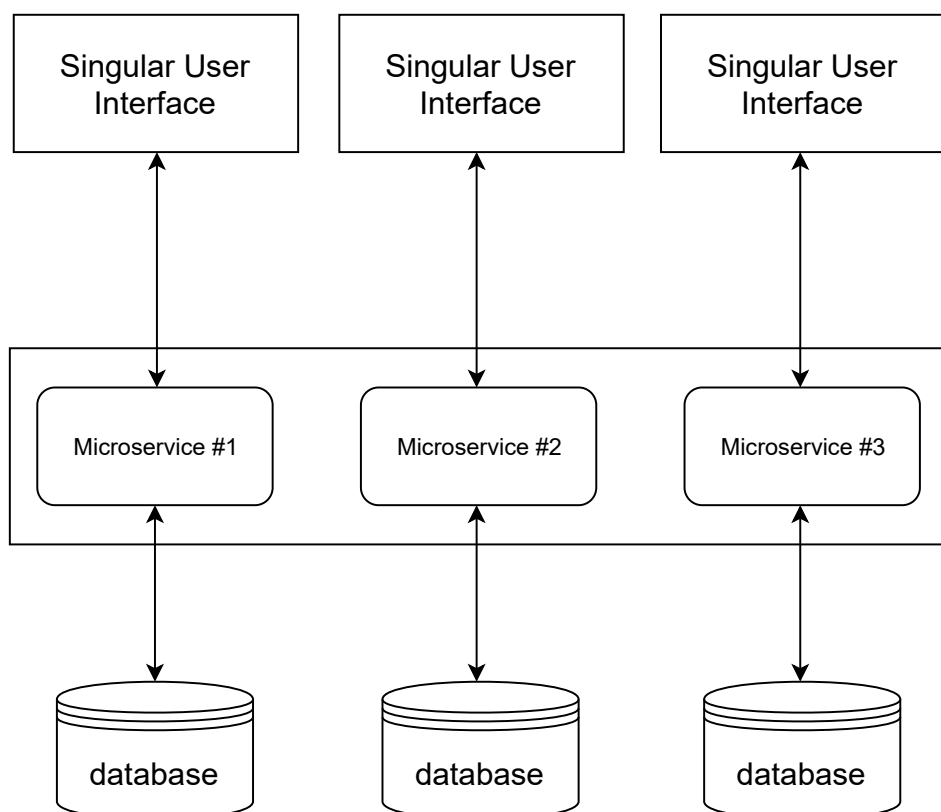 Singular User
Interface
Singular User
Interface
Singular User
Interface
Microservice #1
Microservice #2
Microservice #3
database
database
database